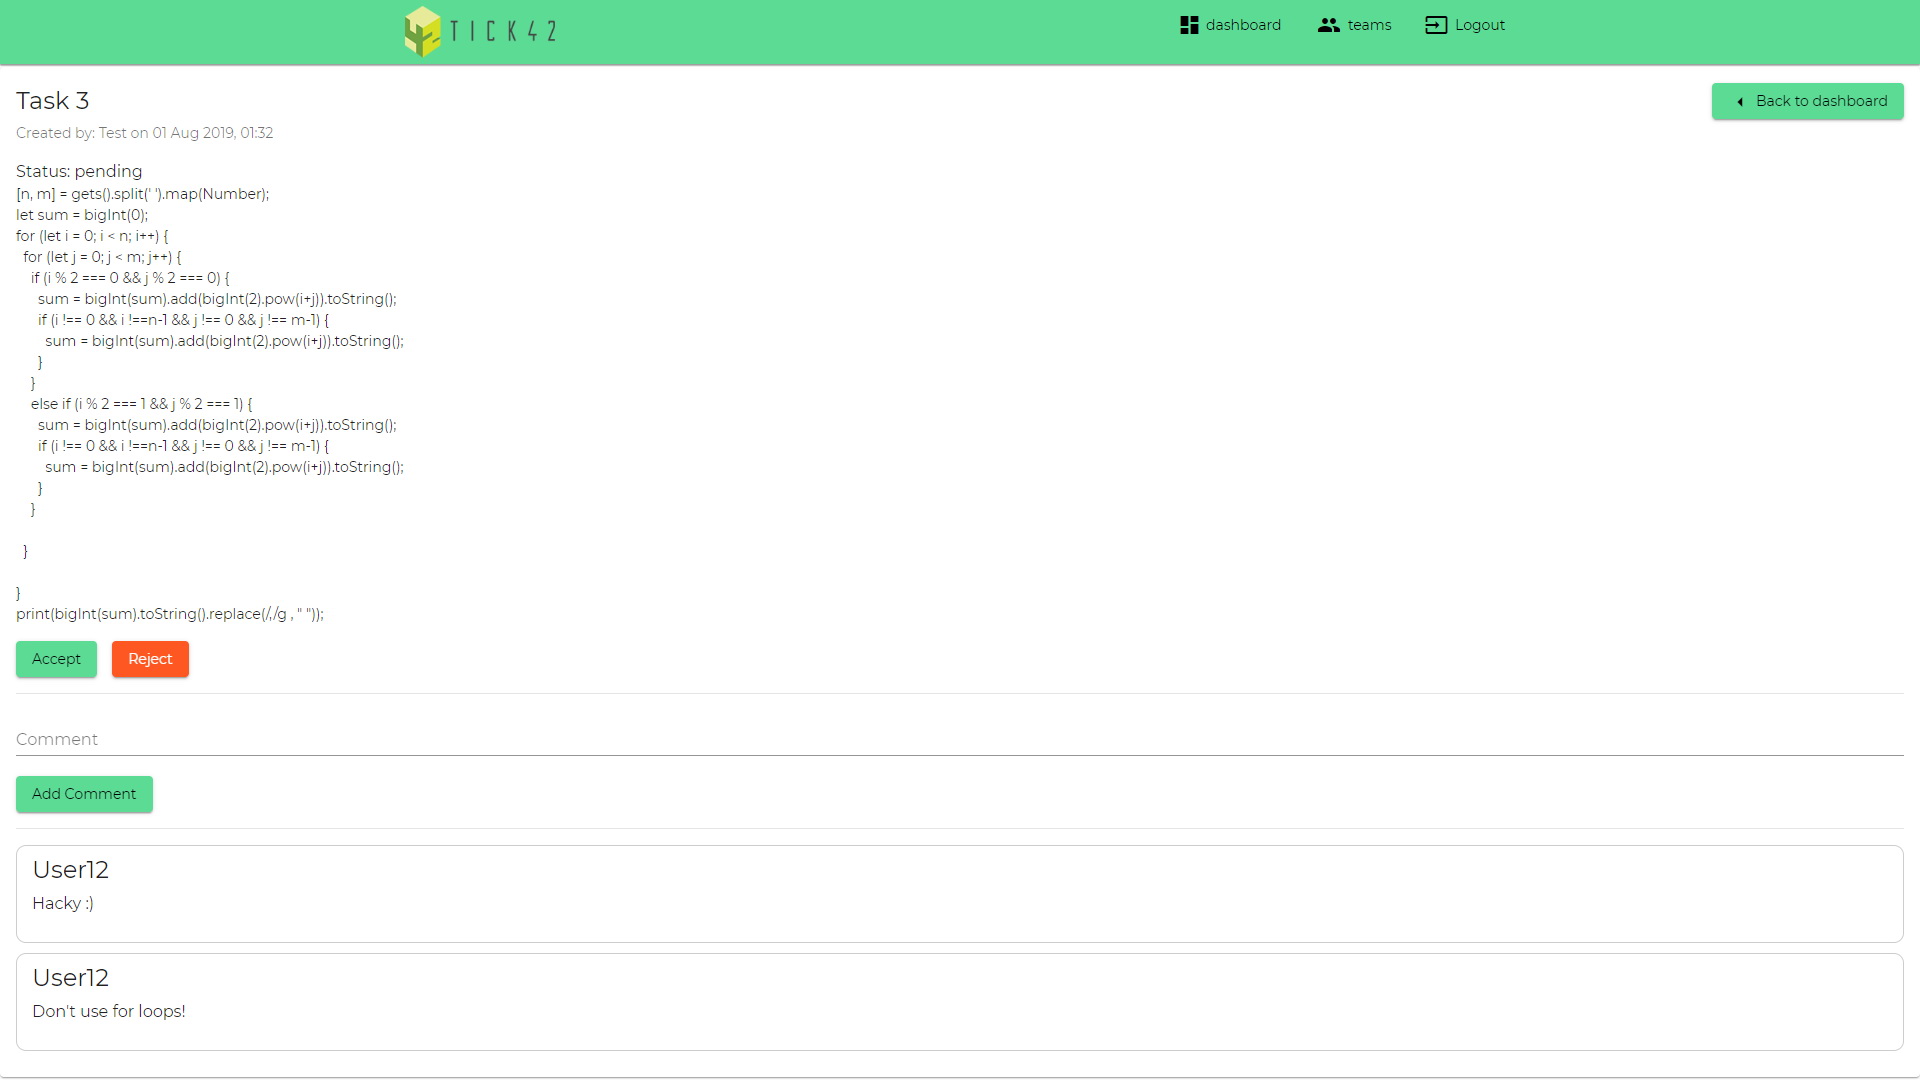 TICK42
dashboard
teams
Logout
Task 3
Back to dashboard
Created by: Test on 01 Aug 2019, 01:32
Status: pending
[n, m] = gets().split(' ').map(Number);
let sum = bigInt(0);
for (let i = 0; i < n; i++) {
  for (let j = 0; j < m; j++) {
    if (i % 2 === 0 && j % 2 === 0) {
      sum = bigInt(sum).add(bigInt(2).pow(i+j)).toString();
      if (i !== 0 && i !==n-1 && j !== 0 && j !== m-1) {
        sum = bigInt(sum).add(bigInt(2).pow(i+j)).toString();
      }
    }
    else if (i % 2 === 1 && j % 2 === 1) {
      sum = bigInt(sum).add(bigInt(2).pow(i+j)).toString();
      if (i !== 0 && i !==n-1 && j !== 0 && j !== m-1) {
        sum = bigInt(sum).add(bigInt(2).pow(i+j)).toString();
      }
    }
  }
}
print(bigInt(sum).toString().replace(/,/g , " "));
Accept
Reject
Comment
Add Comment
User12
Hacky :)
User12
Don't use for loops!